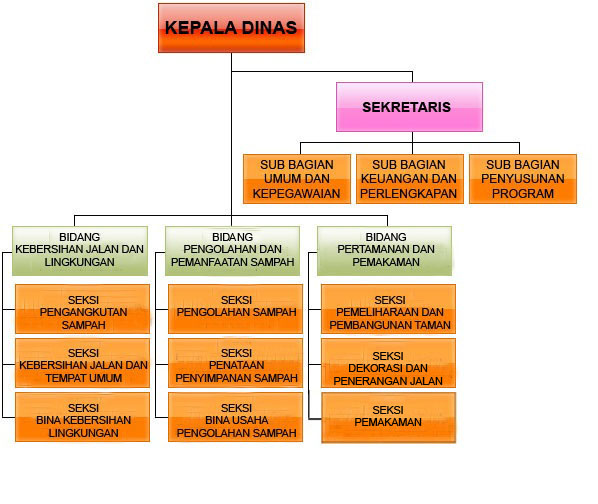 KEPALA DINAS
SEKRETARIS
SUB BAGIAN
UMUM DAN
KEPEGAWAIAN
SUB BAGIAN
KEUANGAN DAN
PERLENGKAPAN
SUB BAGIAN
PENYUSUNAN
PROGRAM
BIDANG
KEBERSIHAN JALAN DAN
LINGKUNGAN
BIDANG
PENGOLAHAN DAN
PEMANFAATAN SAMPAH
BIDANG
PERTAMANAN DAN
PEMAKAMAN
SEKSI
PENGANGKUTAN
SAMPAH
SEKSI
PENGOLAHAN SAMPAH
SEKSI
PEMELIHARAAN DAN
PEMBANGUNAN TAMAN
SEKSI
KEBERSIHAN JALAN DAN
TEMPAT UMUM
SEKSI
PENATAAN
PENYIMPANAN SAMPAH
SEKSI
DEKORASI DAN
PENERANGAN JALAN
SEKSI
BINA KEBERSIHAN
LINGKUNGAN
SEKSI
BINA USAHA
PENGOLAHAN SAMPAH
SEKSI
PEMAKAMAN